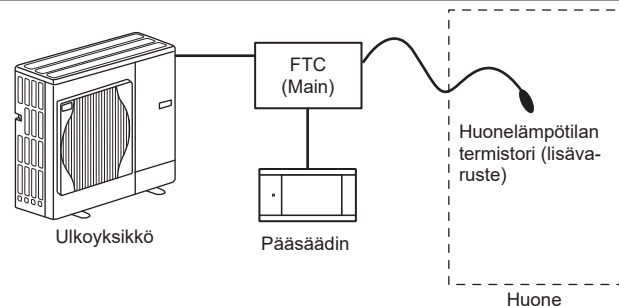 FTC
(Main)
Huonelämpötilan
termistori (lisäva-
ruste)
Ulkoyksikkö
Pääsäädin
Huone